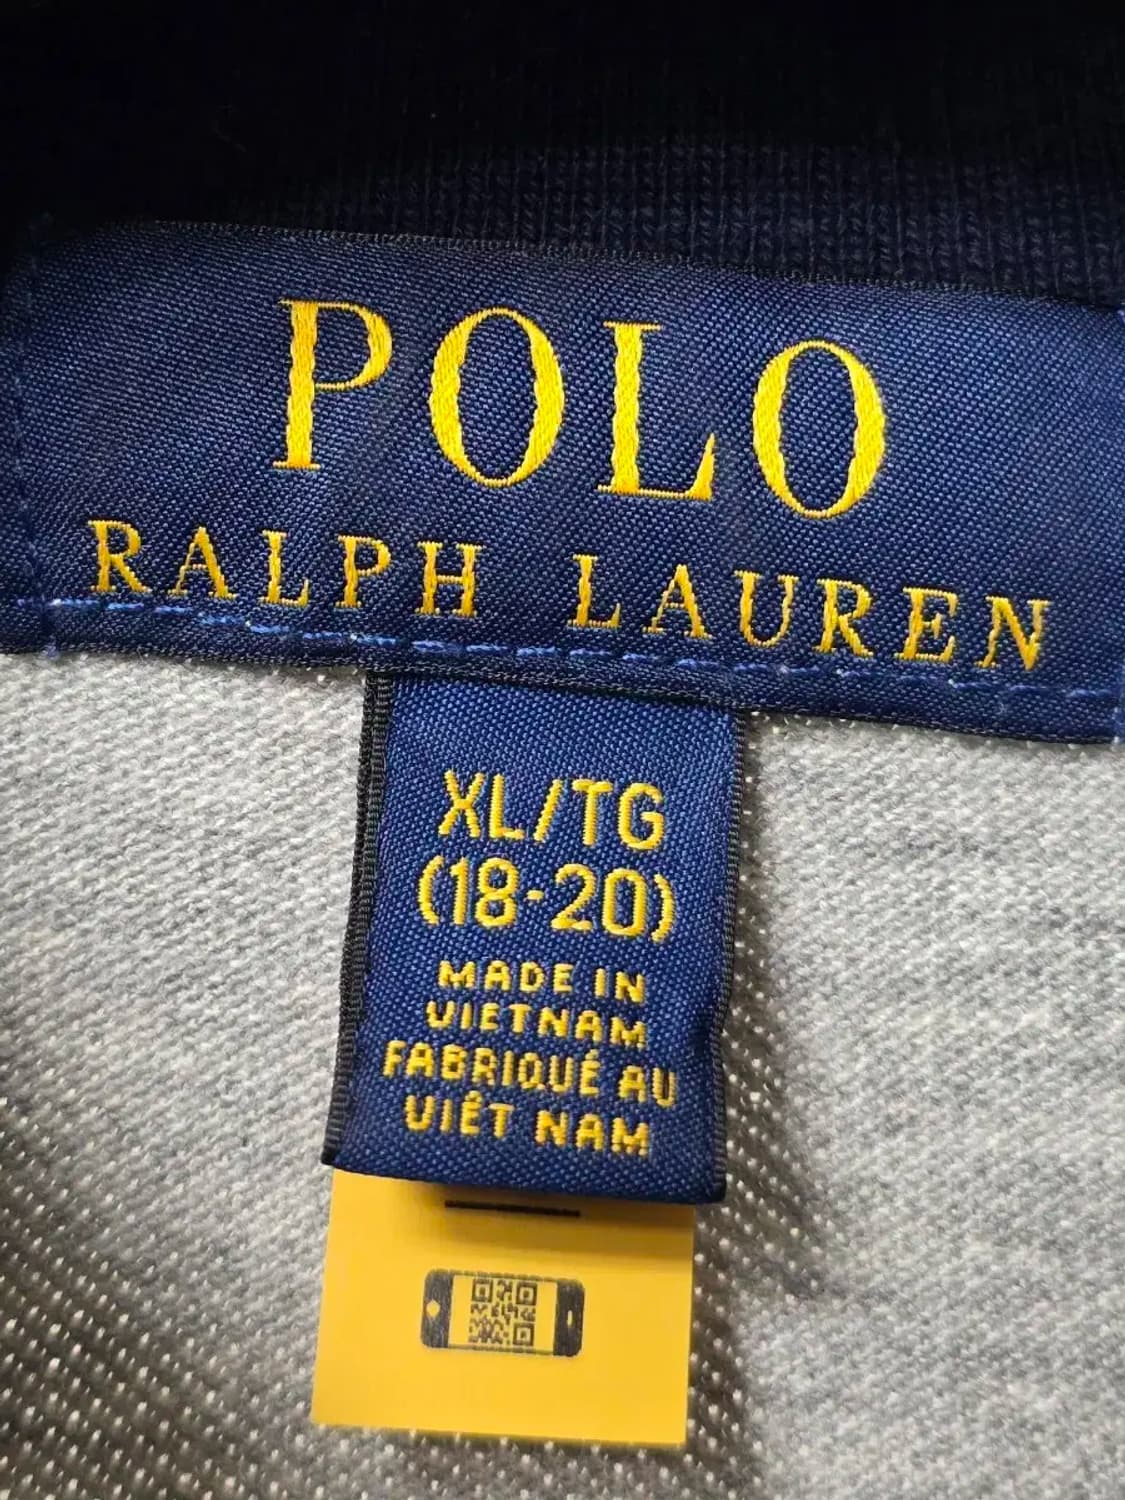 POLO
RALPH LAUREN
XL/TG
(18-20)
MADE IN
VIETNAM
FABRIQUÉ AU
VIÊT NAM